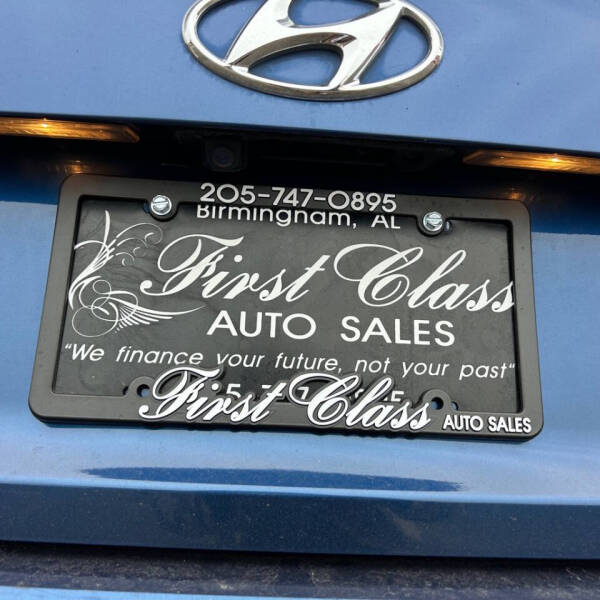 205-747-0895
Birmingham, AL
First Class
AUTO SALES
"We finance your future, not your past"
First Class AUTO SALES